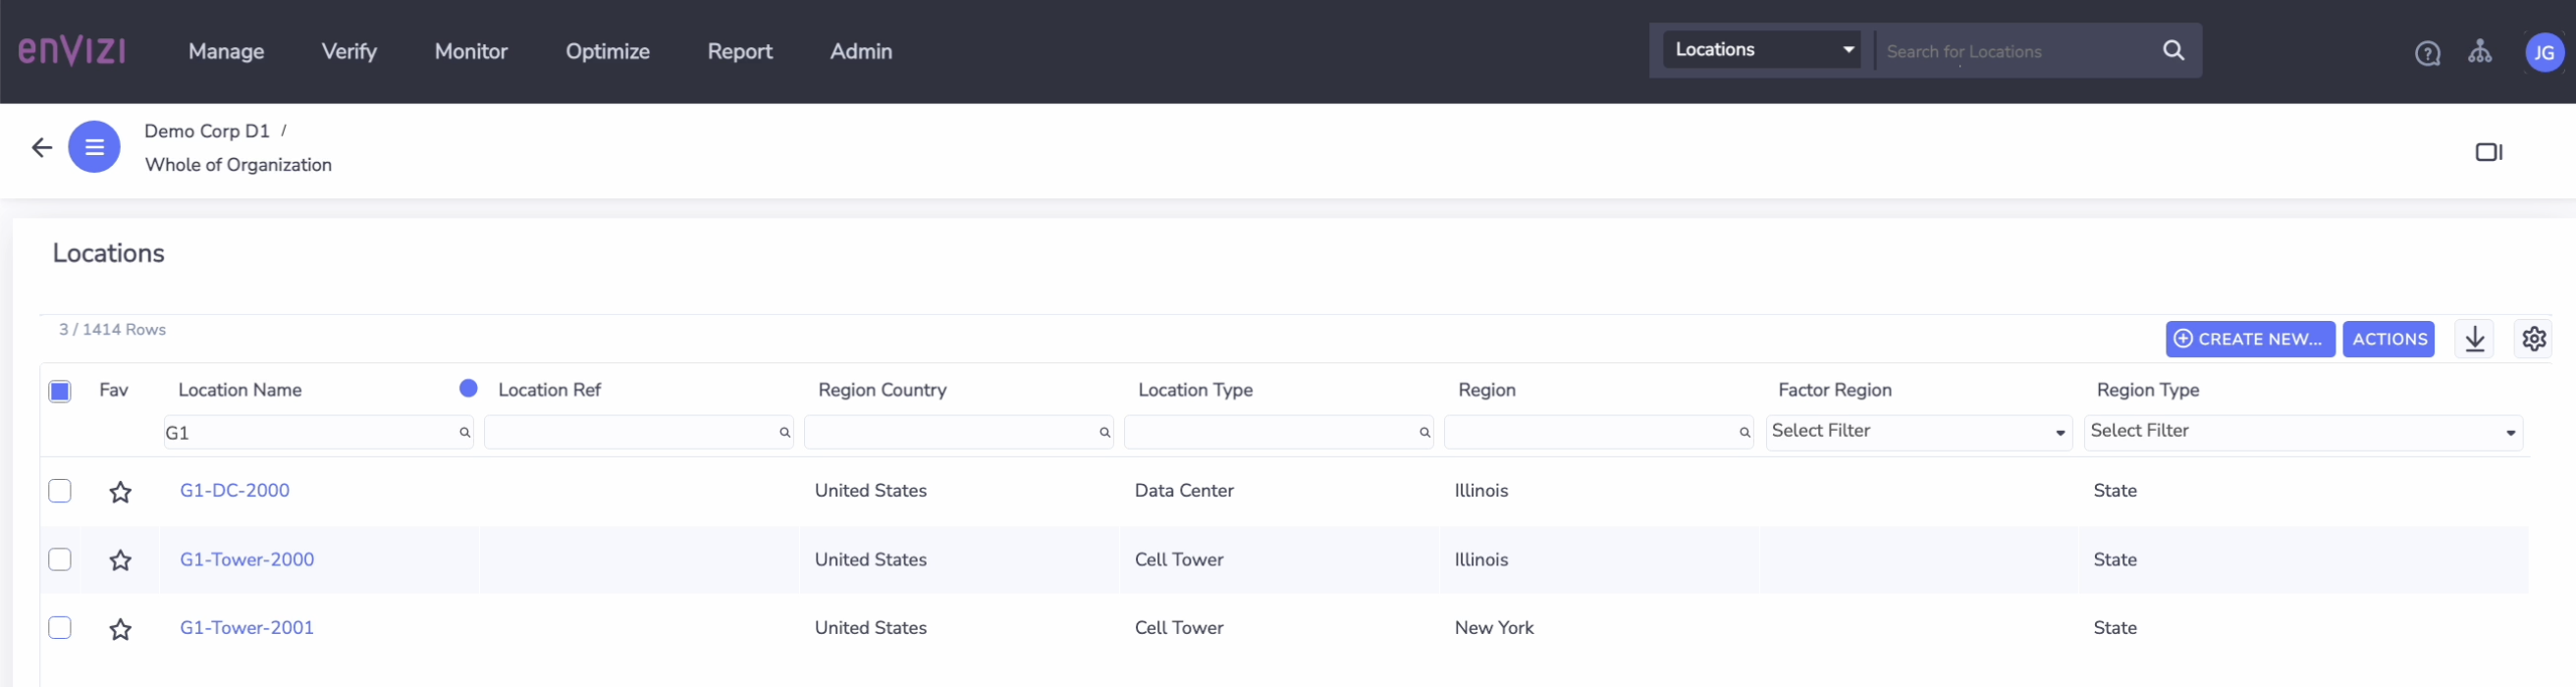 enVIZI Manage Verify Monitor Optimize Report Admin Locations Search for Locations JG
Demo Corp D1 /
Whole of Organization
Locations
3 / 1414 Rows CREATE NEW... ACTIONS
Fav Location Name Location Ref Region Country Location Type Region Factor Region Region Type
G1 Select Filter Select Filter
G1-DC-2000 United States Data Center Illinois State
G1-Tower-2000 United States Cell Tower Illinois State
G1-Tower-2001 United States Cell Tower New York State